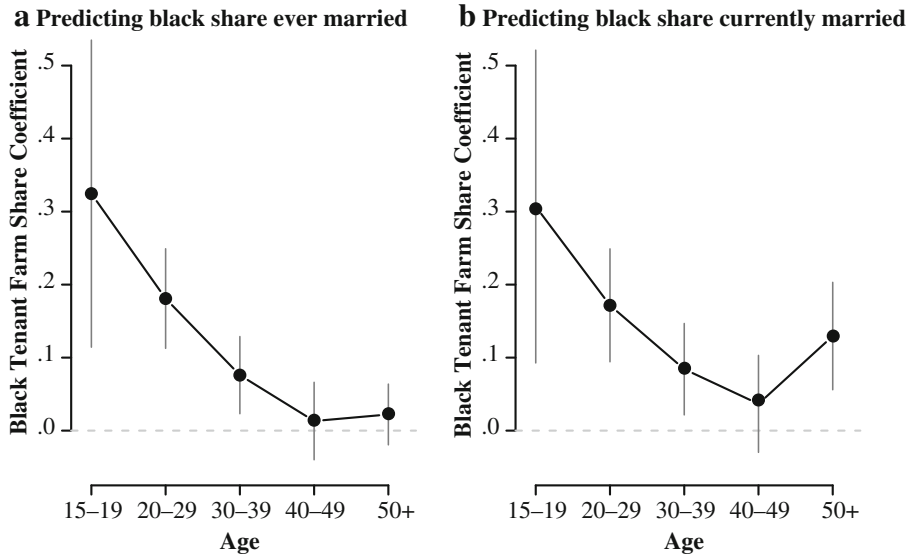 a Predicting black share ever married
Black Tenant Farm Share Coefficient
.5
.4
.3
.2
.1
.0
15–19 20–29 30–39 40–49 50+
Age
b Predicting black share currently married
Black Tenant Farm Share Coefficient
.5
.4
.3
.2
.1
.0
15–19 20–29 30–39 40–49 50+
Age